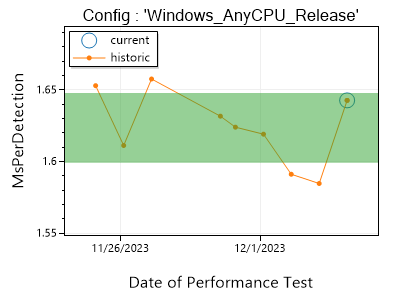 Config : 'Windows_AnyCPU_Release'
current
historic
MsPerDetection
1.65
1.6
1.55
11/26/2023
12/1/2023
Date of Performance Test